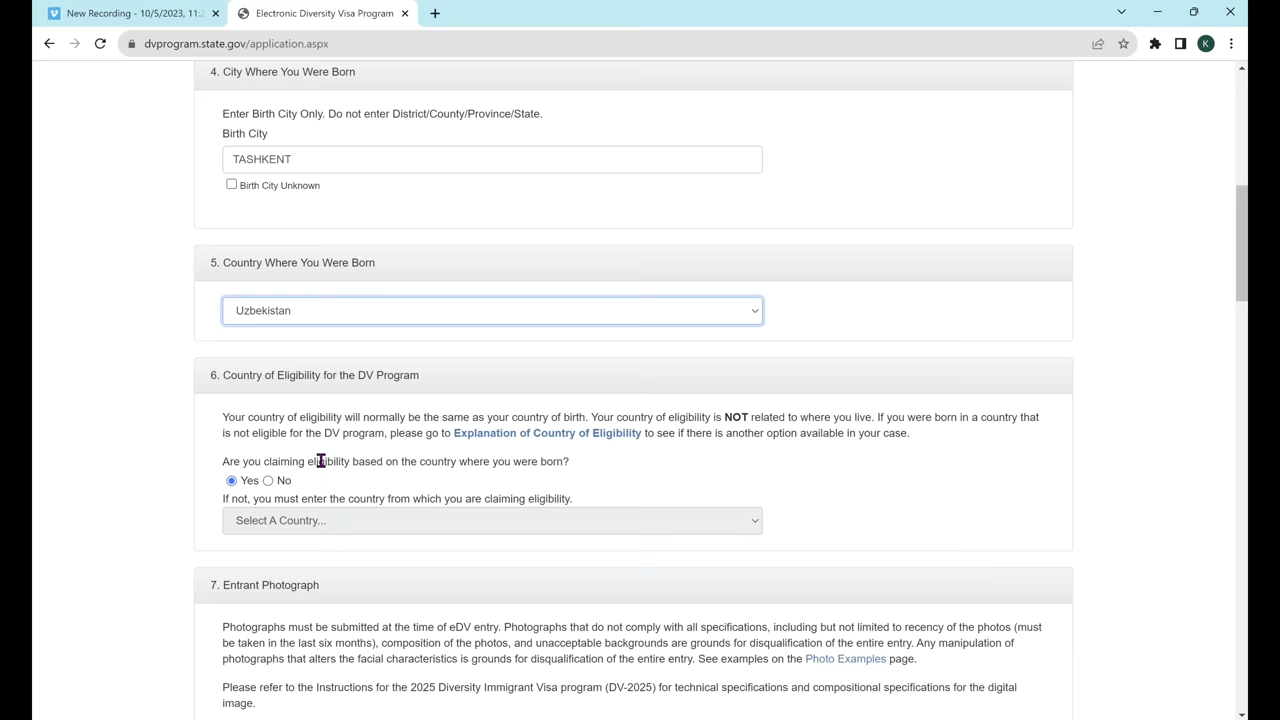 New Recording - 10/5/2023, 11:2
Electronic Diversity Visa Program
dvprogram.state.gov/application.aspx
K
4. City Where You Were Born
Enter Birth City Only. Do not enter District/County/Province/State.
Birth City
TASHKENT
Birth City Unknown
5. Country Where You Were Born
Uzbekistan
6. Country of Eligibility for the DV Program
Your country of eligibility will normally be the same as your country of birth. Your country of eligibility is NOT related to where you live. If you were born in a country that
is not eligible for the DV program, please go to Explanation of Country of Eligibility to see if there is another option available in your case.
Are you claiming eligibility based on the country where you were born?
Yes No
If not, you must enter the country from which you are claiming eligibility.
Select A Country...
7. Entrant Photograph
Photographs must be submitted at the time of eDV entry. Photographs that do not comply with all specifications, including but not limited to recency of the photos (must
be taken in the last six months), composition of the photos, and unacceptable backgrounds are grounds for disqualification of the entire entry. Any manipulation of
photographs that alters the facial characteristics is grounds for disqualification of the entire entry. See examples on the Photo Examples page.
Please refer to the Instructions for the 2025 Diversity Immigrant Visa program (DV-2025) for technical specifications and compositional specifications for the digital
image.